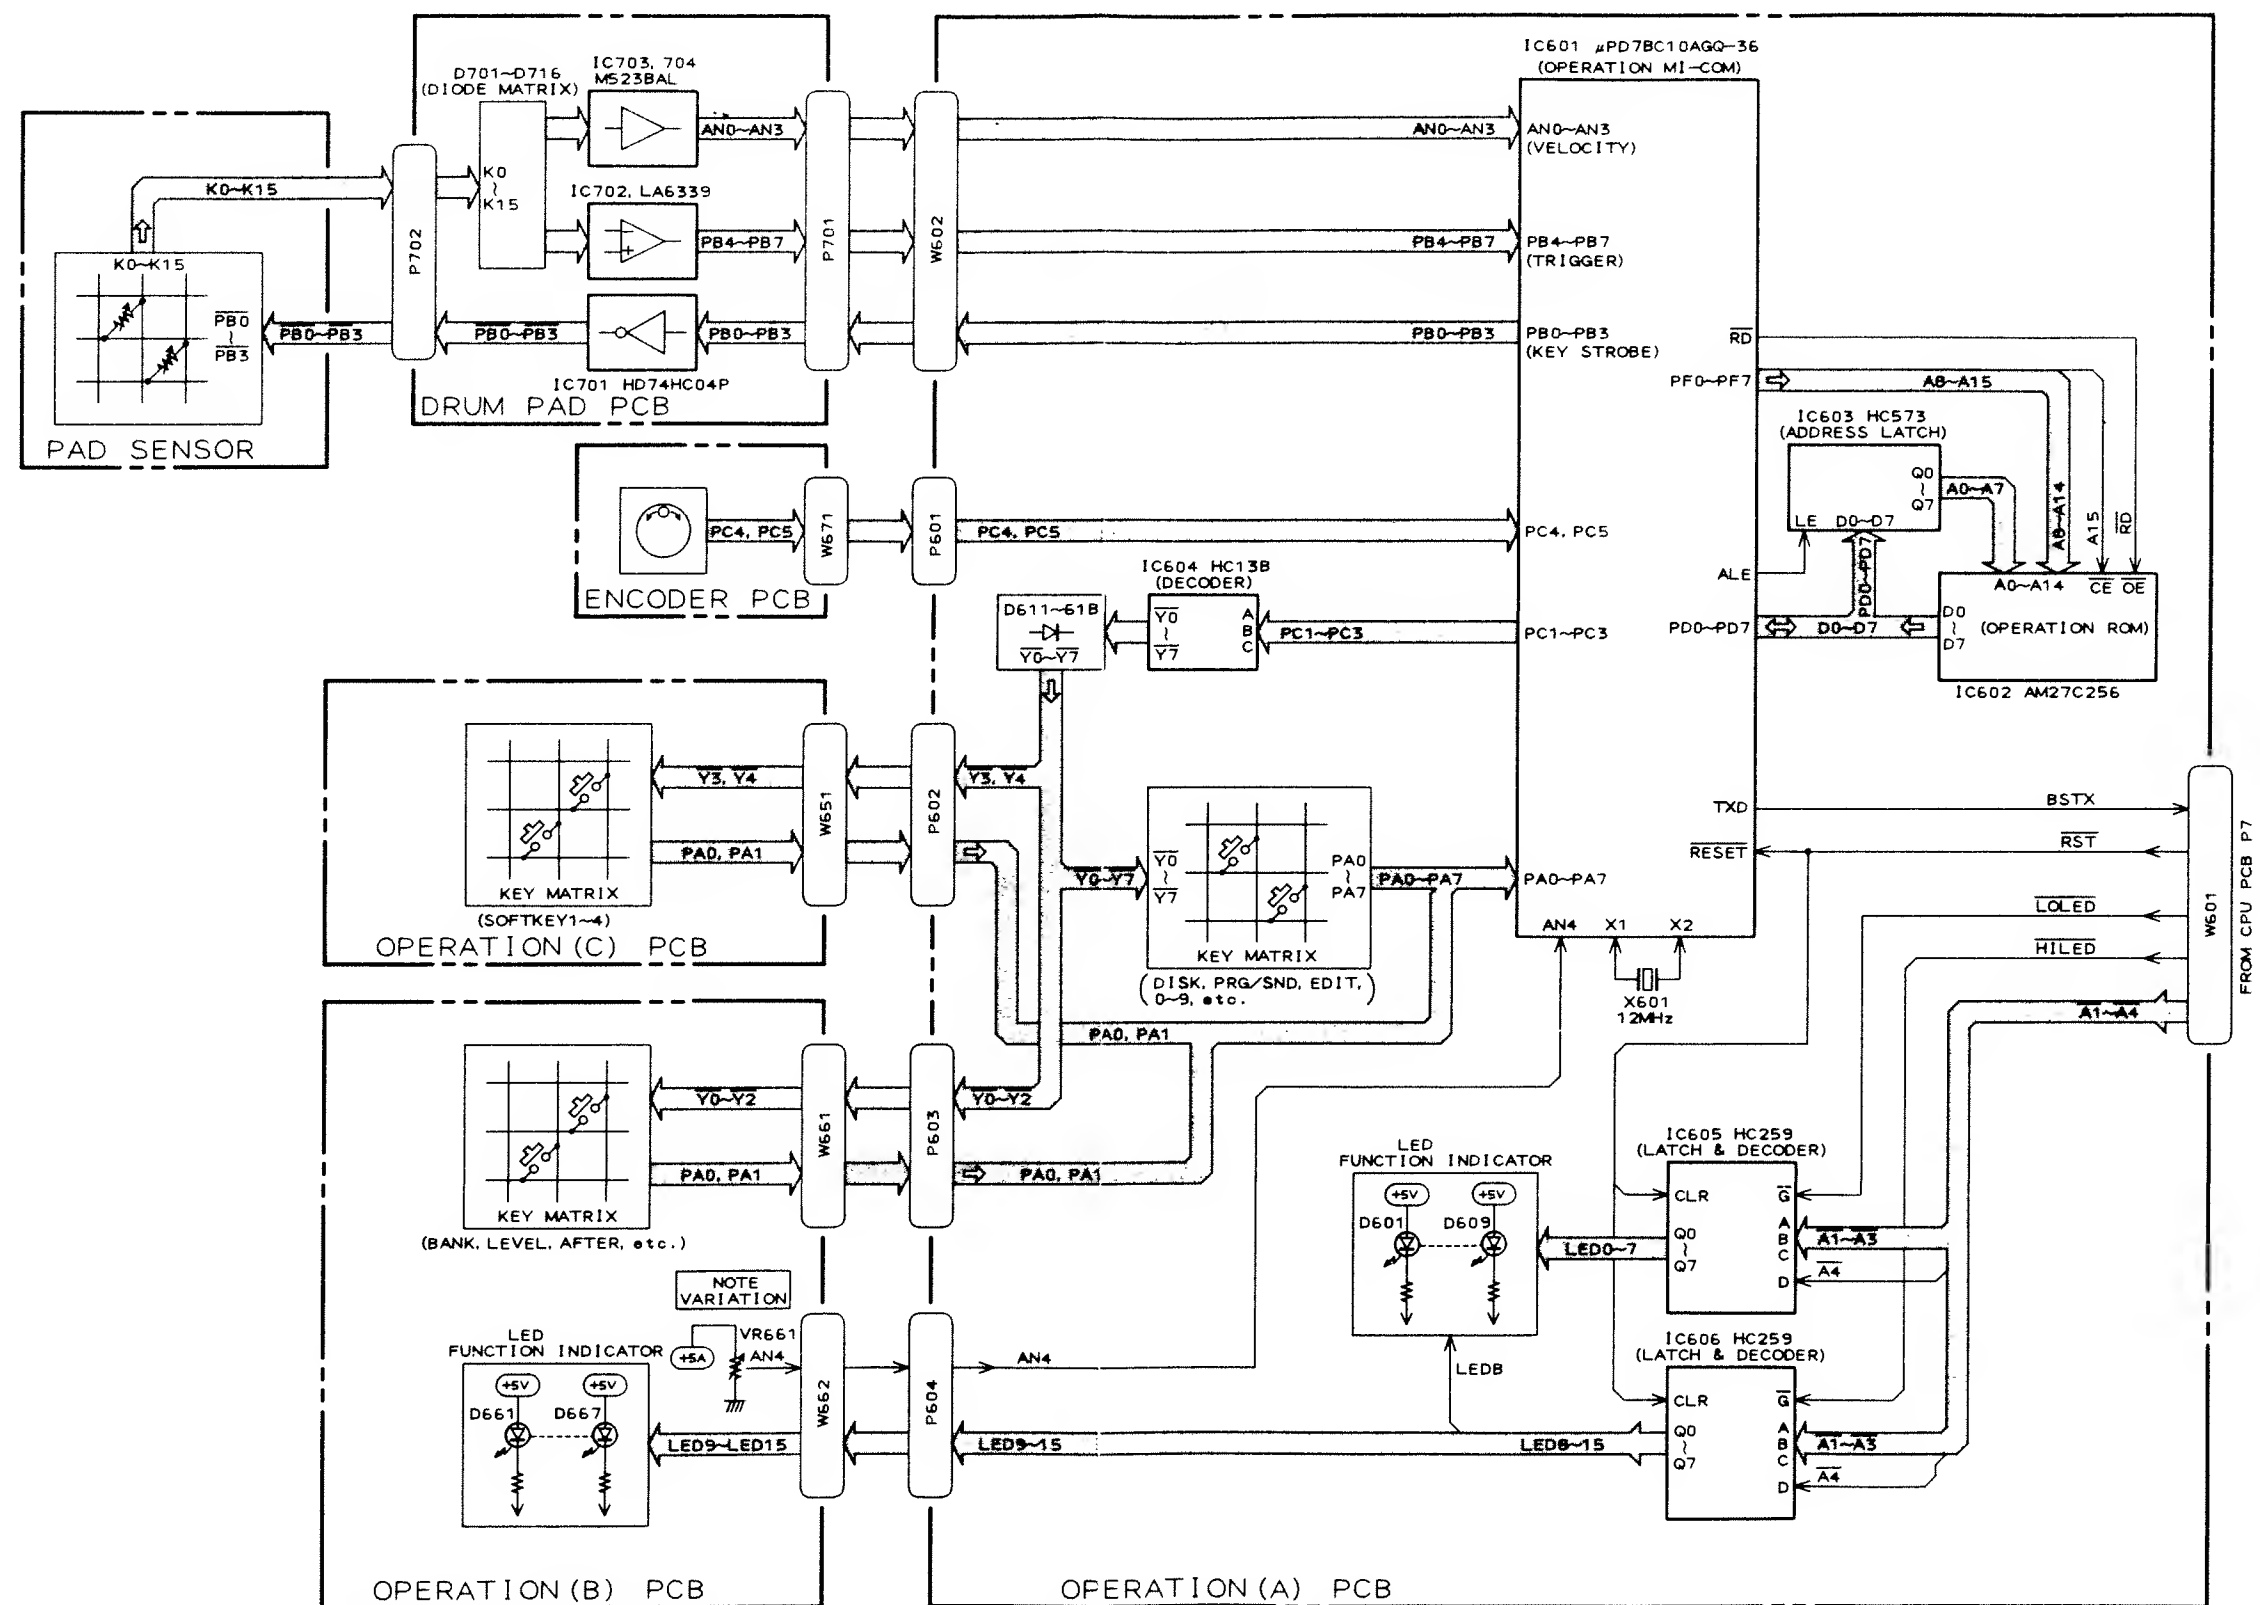 IC601 µPD78C10AGQ-36
(OPERATION MI-COM)
D701~D716
(DIODE MATRIX)
IC703, 704
M5238AL
AN0~AN3
AN0~AN3
AN0~AN3
(VELOCITY)
K0~K15
K0
~
K15
IC702, LA6339
PB4~PB7
PB4~PB7
PB4~PB7
(TRIGGER)
P702
P701
W602
K0~K15
PB0
~
PB3
PB0~PB3
PB0~PB3
PB0~PB3
PB0~PB3
PB0~PB3
(KEY STROBE)
IC701 HD74HC04P
DRUM PAD PCB
PAD SENSOR
RD
PF0~PF7
A8~A15
IC603 HC573
(ADDRESS LATCH)
Q0
~
Q7
A0~A7
LE D0~D7
A8~A14
A15
RD
PC4, PC5
W671
P601
PC4, PC5
PC4, PC5
ENCODER PCB
ALE
PD0~PD7
A0~A14
CE OE
IC604 HC138
(DECODER)
D611~618
Y0~Y7
Y0
~
Y7
A
B
C
PC1~PC3
PC1~PC3
PD0~PD7
D0~D7
D0
~
D7
(OPERATION ROM)
IC602 AM27C256
Y3, Y4
W651
P602
Y3, Y4
PA0, PA1
KEY MATRIX
(SOFTKEY1~4)
OPERATION(C) PCB
Y0~Y7
Y0
~
Y7
PA0
~
PA7
PA0~PA7
PA0~PA7
KEY MATRIX
(DISK, PRG/SND, EDIT,
0~9, etc.)
TXD
BSTX
RESET
RST
LOLED
HILED
W601
FROM CPU PCB P7
AN4
X1
X2
X601
12MHz
A1~A4
PA0, PA1
Y0~Y2
W661
P603
Y0~Y2
PA0, PA1
PA0, PA1
KEY MATRIX
(BANK, LEVEL, AFTER, etc.)
LED
FUNCTION INDICATOR
+5V
+5V
D601
D609
LED0~7
IC605 HC259
(LATCH & DECODER)
CLR
G
Q0
~
Q7
A
B
C
D
A1~A3
A4
NOTE
VARIATION
VR661
+5A
AN4
W662
P604
AN4
LED8
LED
FUNCTION INDICATOR
+5V
+5V
D661
D667
LED9~LED15
LED9~15
LED8~15
IC606 HC259
(LATCH & DECODER)
CLR
G
Q0
~
Q7
A
B
C
D
A1~A3
A4
OPERATION(B) PCB
OPERATION(A) PCB